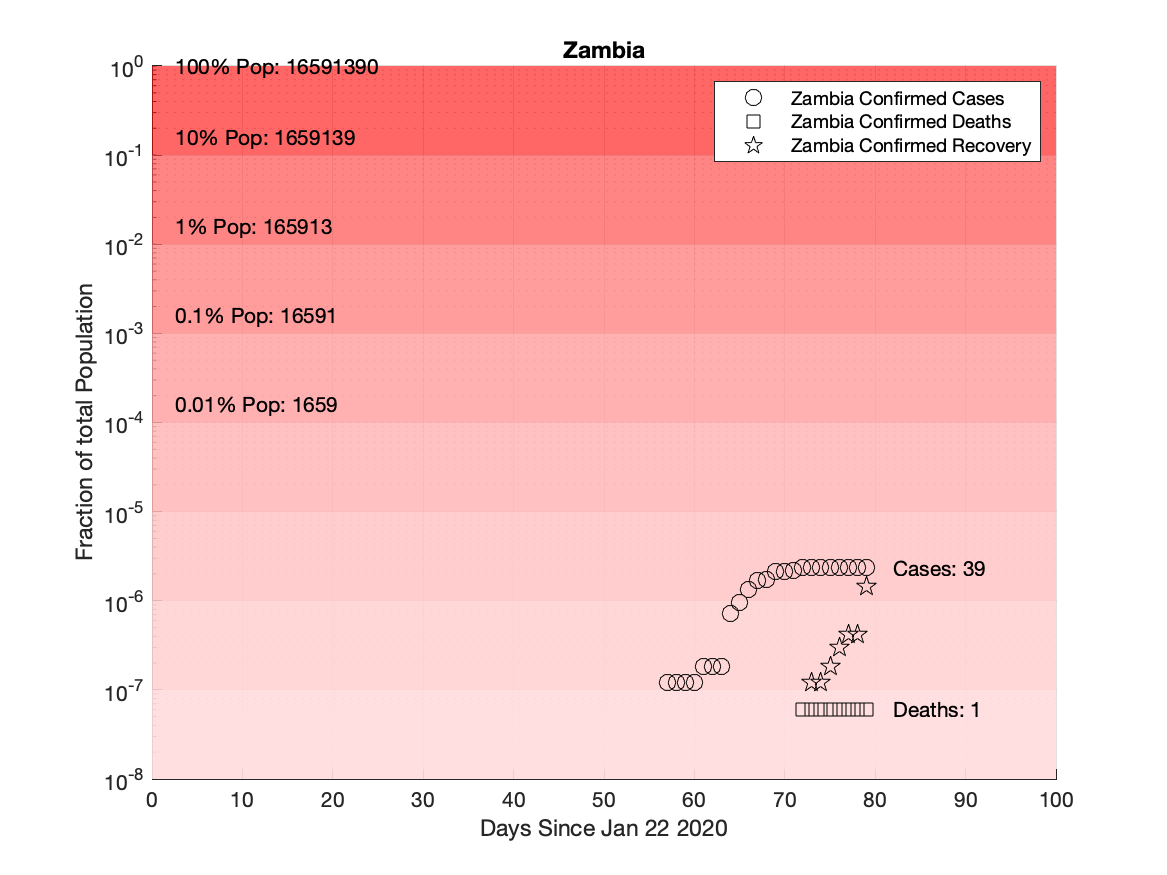 Zambia
10^0
100% Pop: 16591390
Zambia Confirmed Cases
Zambia Confirmed Deaths
Zambia Confirmed Recovery
10% Pop: 1659139
10^-1
1% Pop: 165913
10^-2
0.1% Pop: 16591
10^-3
0.01% Pop: 1659
10^-4
10^-5
Cases: 39
10^-6
10^-7
Deaths: 1
10^-8
Fraction of total Population
0 10 20 30 40 50 60 70 80 90 100
Days Since Jan 22 2020